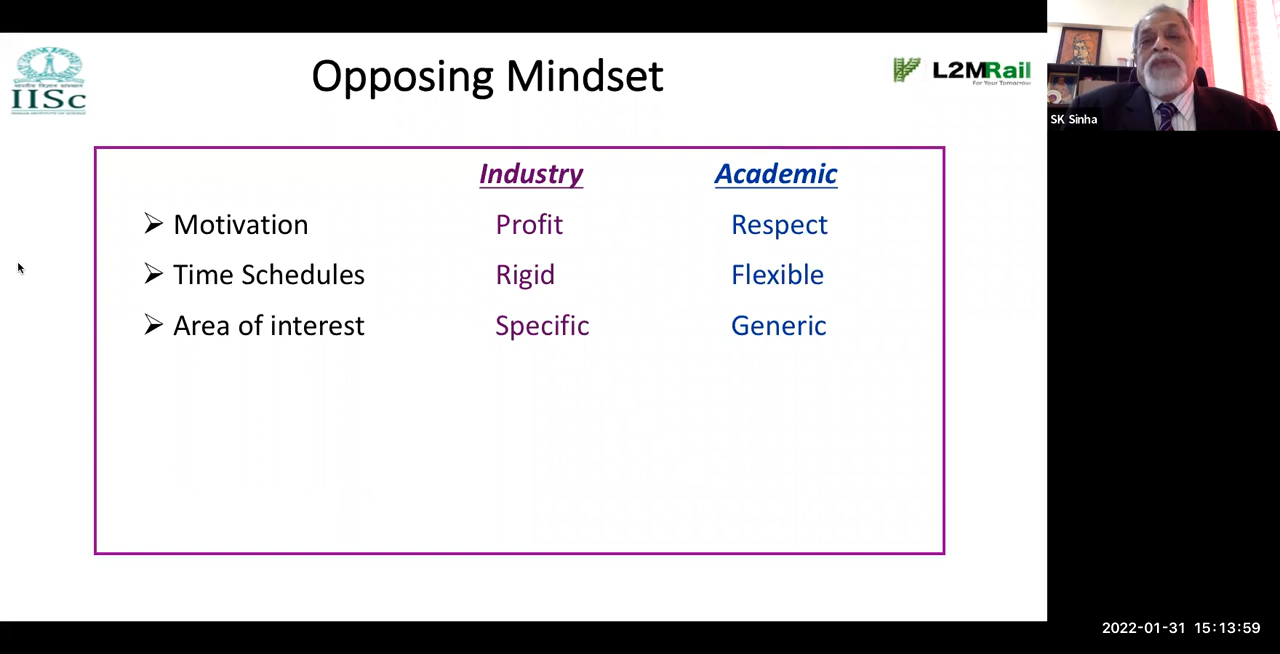 Opposing Mindset
IISc
L2MRail
For Your Tomorrow
SK Sinha
Industry Academic
➢ Motivation Profit Respect
➢ Time Schedules Rigid Flexible
➢ Area of interest Specific Generic
2022-01-31 15:13:59